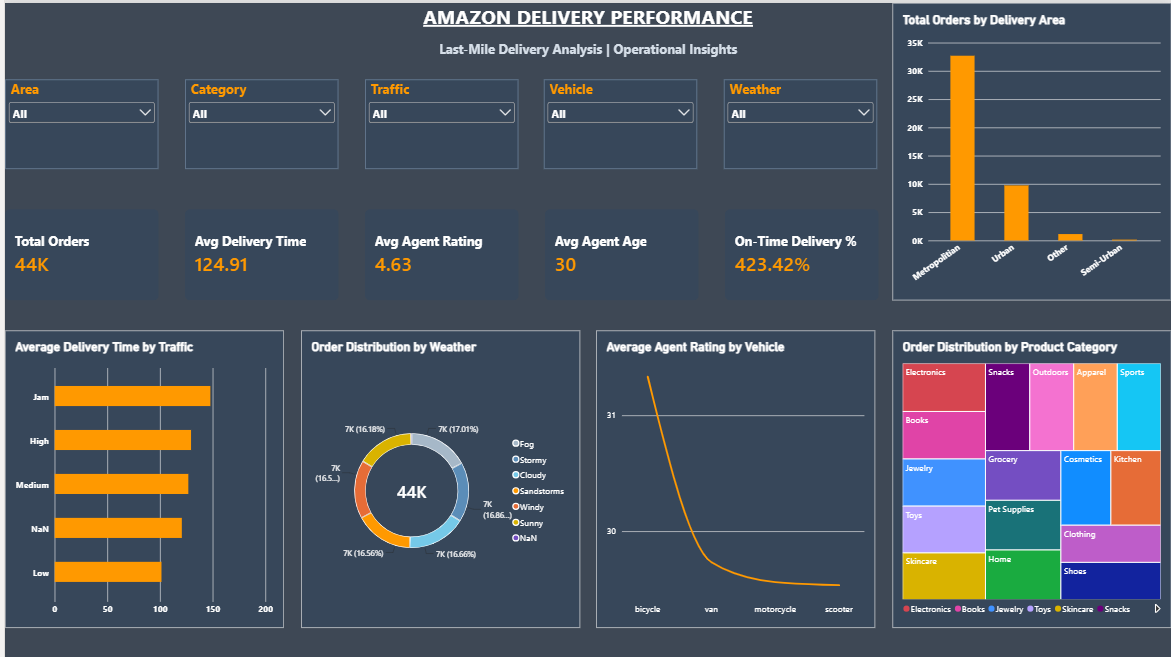 AMAZON DELIVERY PERFORMANCE
Last-Mile Delivery Analysis | Operational Insights
Area
All
Category
All
Traffic
All
Vehicle
All
Weather
All
Total Orders
44K
Avg Delivery Time
124.91
Avg Agent Rating
4.63
Avg Agent Age
30
On-Time Delivery %
423.42%
Total Orders by Delivery Area
35K
30K
25K
20K
15K
10K
5K
0K
Metropolitian
Urban
Other
Semi-Urban
Average Delivery Time by Traffic
Jam
High
Medium
NaN
Low
0 50 100 150 200
Order Distribution by Weather
7K (16.18%)
7K (17.01%)
7K
(16.5...)
44K
7K
(16.86...)
7K (16.56%)
7K (16.66%)
Fog
Stormy
Cloudy
Sandstorms
Windy
Sunny
NaN
Average Agent Rating by Vehicle
31
30
bicycle van motorcycle scooter
Order Distribution by Product Category
Electronics
Books
Jewelry
Toys
Skincare
Snacks
Outdoors
Apparel
Sports
Grocery
Pet Supplies
Home
Cosmetics
Kitchen
Clothing
Shoes
Electronics Books Jewelry Toys Skincare Snacks